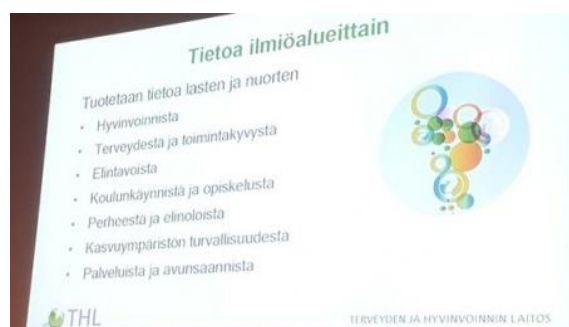 Tietoa ilmiöalueittain
Tuotetaan tietoa lasten ja nuorten
• Hyvinvoinnista
• Terveydestä ja toimintakyvystä
• Elintavoista
• Koulunkäynnistä ja opiskelusta
• Perheestä ja elinoloista
• Kasvuympäristön turvallisuudesta
• Palveluista ja avunsaannista
THL
TERVEYDEN JA HYVINVOINNIN LAITOS